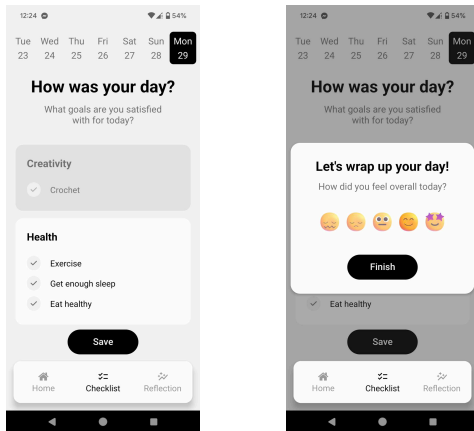 12:24 54%
Tue Wed Thu Fri Sat Sun Mon
23 24 25 26 27 28 29
How was your day?
What goals are you satisfied
with for today?
Creativity
Crochet
Health
Exercise
Get enough sleep
Eat healthy
Save
Home Checklist Reflection
12:24 54%
Tue Wed Thu Fri Sat Sun Mon
23 24 25 26 27 28 29
How was your day?
What goals are you satisfied
with for today?
Let's wrap up your day!
How did you feel overall today?
Finish
Eat healthy
Save
Home Checklist Reflection